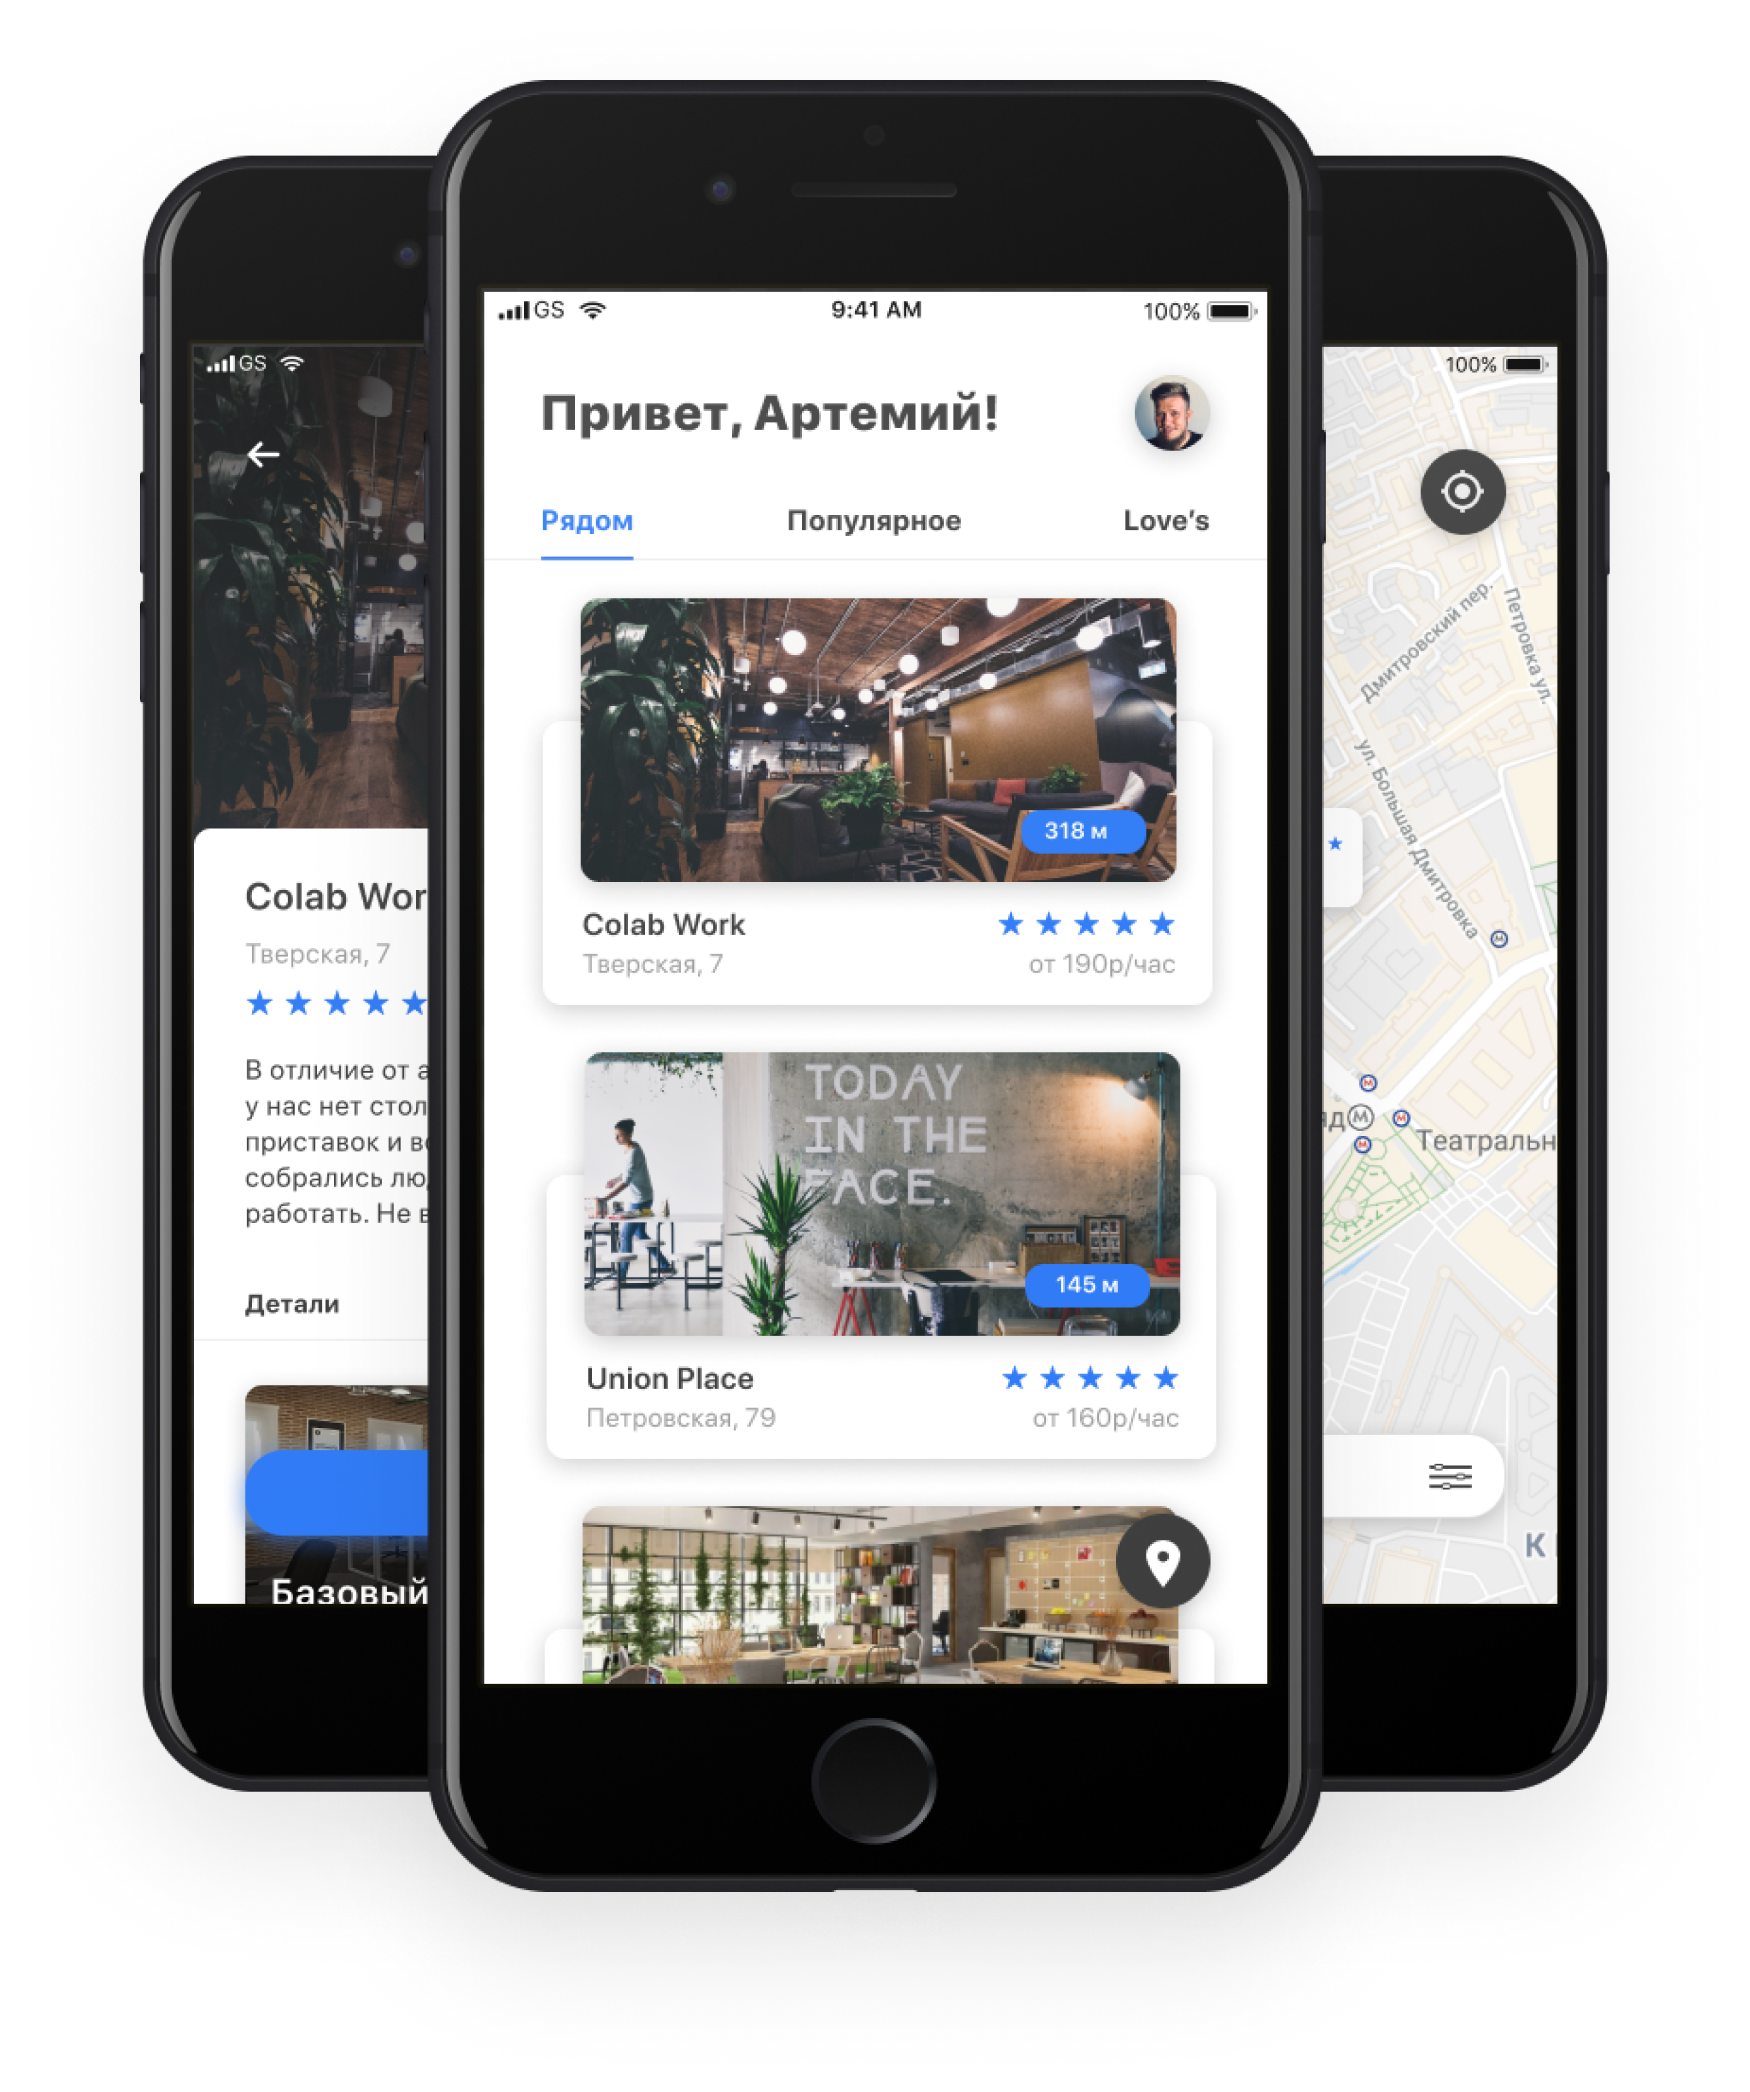 GS
9:41 AM
100%
Привет, Артемий!
Рядом
Популярное
Love's
318 м
Colab Work
Тверская, 7
от 190р/час
TODAY
IN THE
FACE.
145 м
Union Place
Петровская, 79
от 160р/час
GS
Colab Wor
Тверская, 7
В отличие от а
у нас нет стол
приставок и в
собрались лю
работать. Не в
Детали
Базовый
100%
Дмитровский пер.
Петровка ул.
ул. Большая Дмитровка
М
М
яд М
М
М
Театральн
К